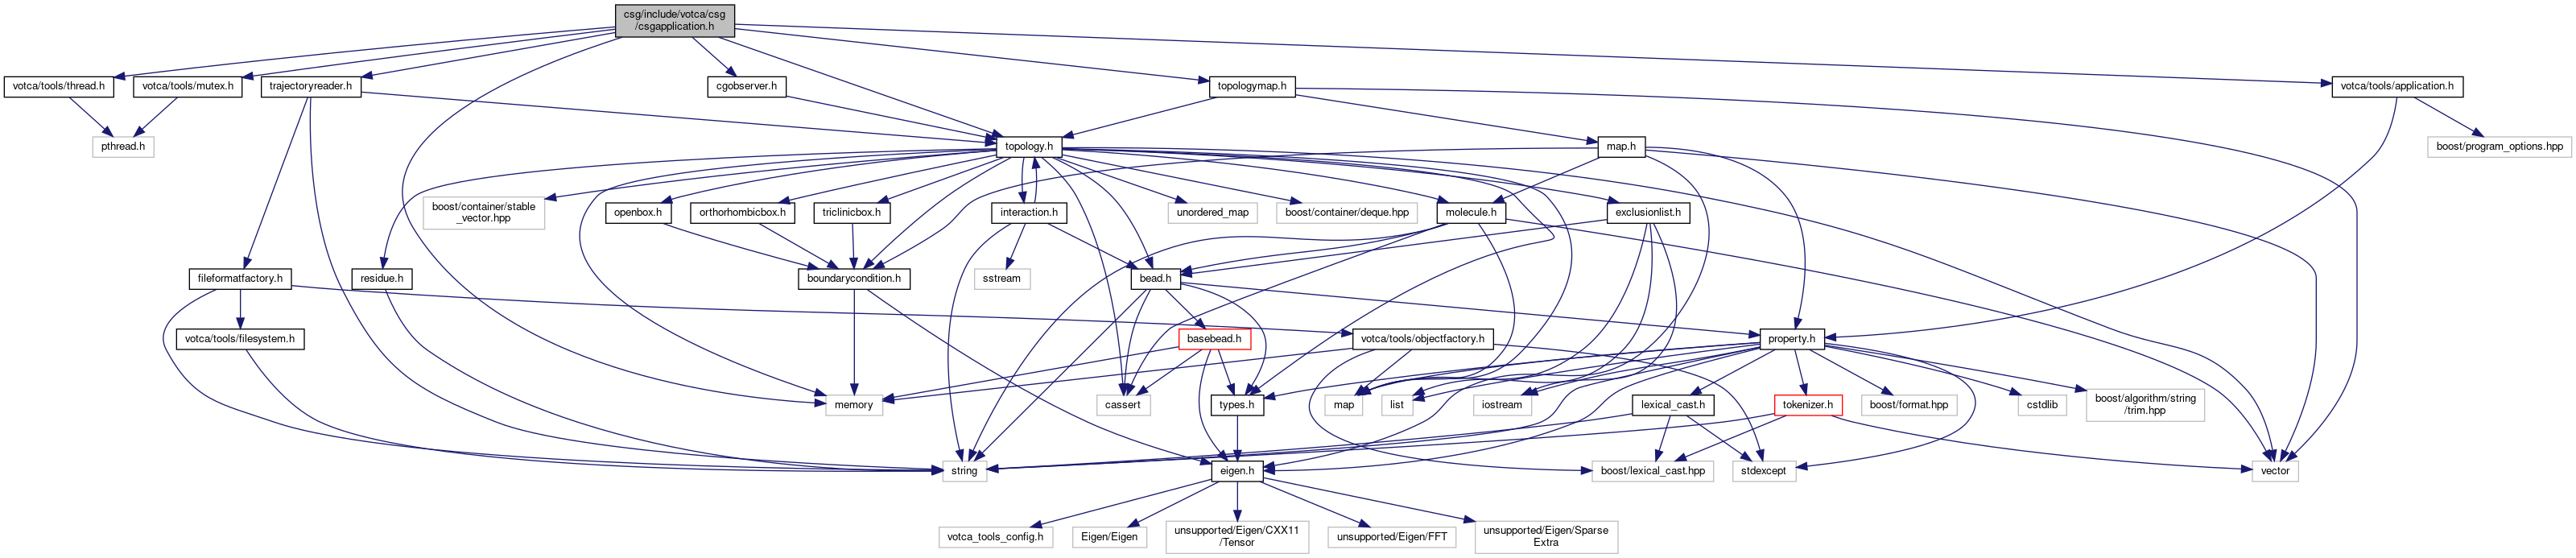 csg/include/votca/csg
/csgapplication.h
votca/tools/thread.h
votca/tools/mutex.h
trajectoryreader.h
cgobserver.h
topologymap.h
votca/tools/application.h
pthread.h
topology.h
map.h
boost/program_options.hpp
boost/container/stable
_vector.hpp
openbox.h
orthorhombicbox.h
triclinicbox.h
interaction.h
unordered_map
boost/container/deque.hpp
molecule.h
exclusionlist.h
fileformatfactory.h
residue.h
boundarycondition.h
sstream
bead.h
votca/tools/filesystem.h
basebead.h
votca/tools/objectfactory.h
property.h
memory
cassert
types.h
map
list
iostream
lexical_cast.h
tokenizer.h
boost/format.hpp
cstdlib
boost/algorithm/string
/trim.hpp
string
eigen.h
boost/lexical_cast.hpp
stdexcept
vector
votca_tools_config.h
Eigen/Eigen
unsupported/Eigen/CXX11
/Tensor
unsupported/Eigen/FFT
unsupported/Eigen/Sparse
Extra